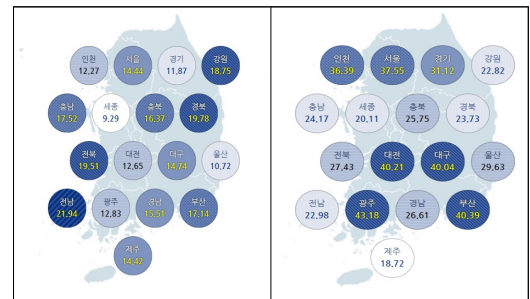 인천
12,27
서울
14,44
경기
11,87
강원
18,75
충남
17,52
세종
9,29
충북
16,37
경북
19,78
전북
19,51
대전
12,65
대구
14,74
울산
10,72
전남
21,94
광주
12,83
경남
15,51
부산
17,14
제주
14,42
인천
36,39
서울
37,55
경기
31,12
강원
22,82
충남
24,17
세종
20,11
충북
25,75
경북
23,73
전북
27,43
대전
40,21
대구
40,04
울산
29,63
전남
22,98
광주
43,18
경남
26,61
부산
40,39
제주
18,72